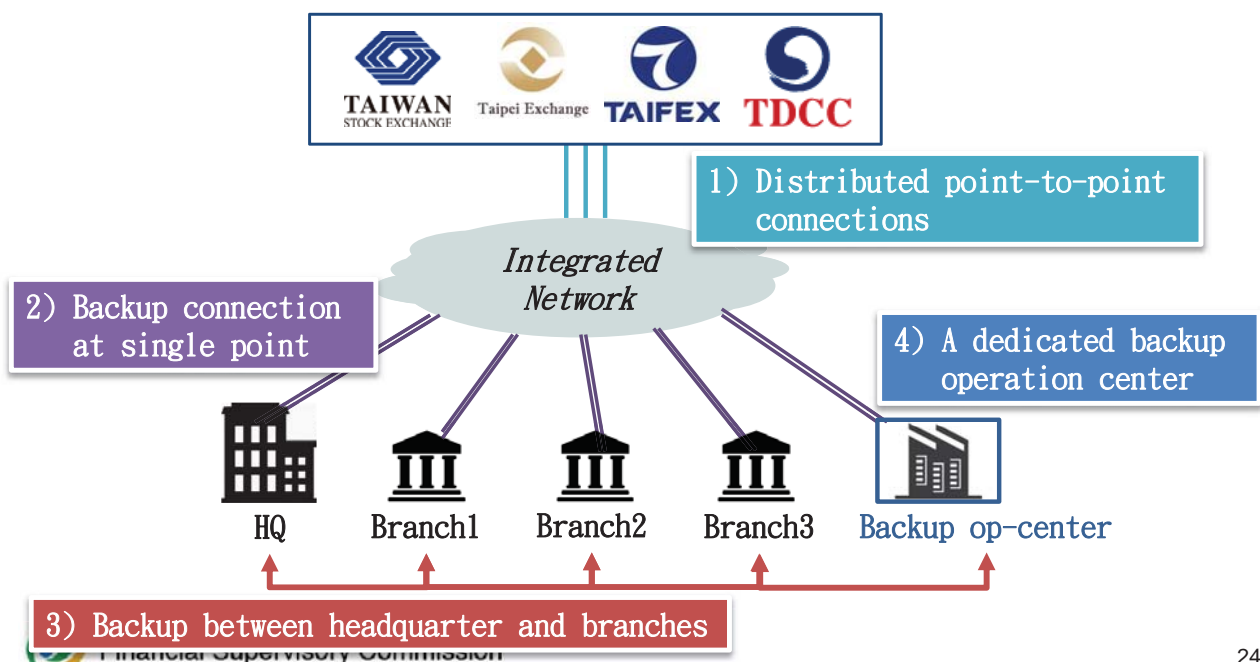 TAIWAN
STOCK EXCHANGE
Taipei Exchange
TAIFEX
TDCC
1) Distributed point-to-point
connections
Integrated
Network
2) Backup connection
at single point
4) A dedicated backup
operation center
HQ
Branch1
Branch2
Branch3
Backup op-center
3) Backup between headquarter and branches
Financial Supervisory Commission
24